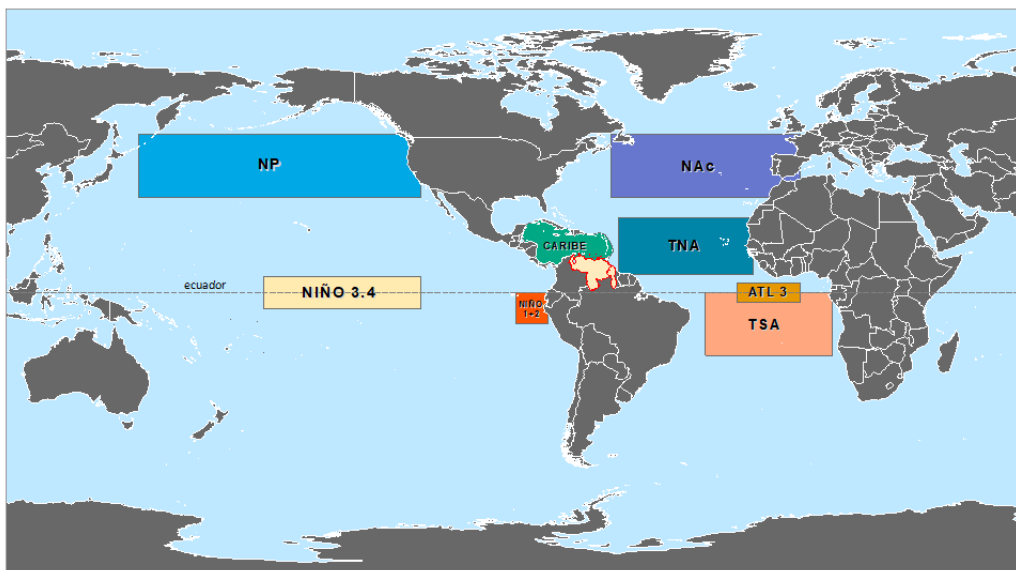 NP
NAc
CARIBE
TNA
ecuador
NIÑO 3.4
NIÑO
1+2
ATL 3
TSA